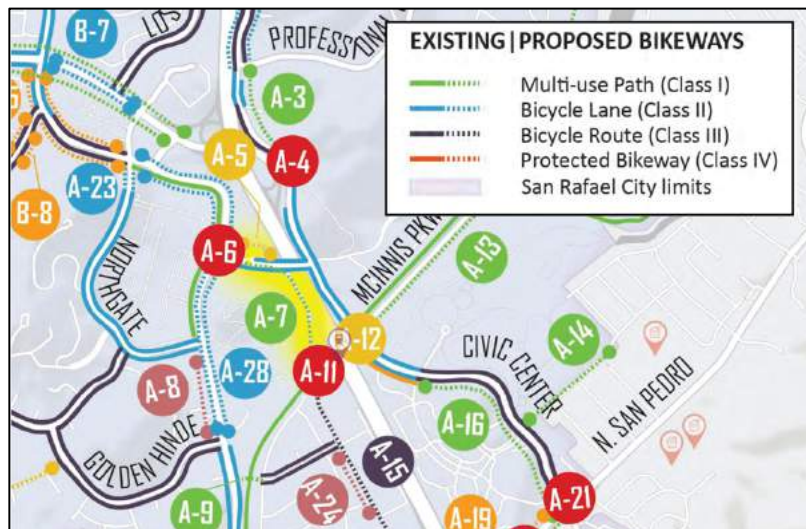 EXISTING | PROPOSED BIKEWAYS
Multi-use Path (Class I)
Bicycle Lane (Class II)
Bicycle Route (Class III)
Protected Bikeway (Class IV)
San Rafael City limits
B-7
LOS
PROFESSIONAL
A-3
A-5
A-4
A-23
B-8
A-6
NORTHGATE
MCINNIS PKW
A-13
A-7
-12
A-14
A-11
CIVIC CENTER
A-8
A-28
N. SAN PEDRO
A-16
GOLDEN HINDE
A-15
A-24
A-9
A-21
A-19